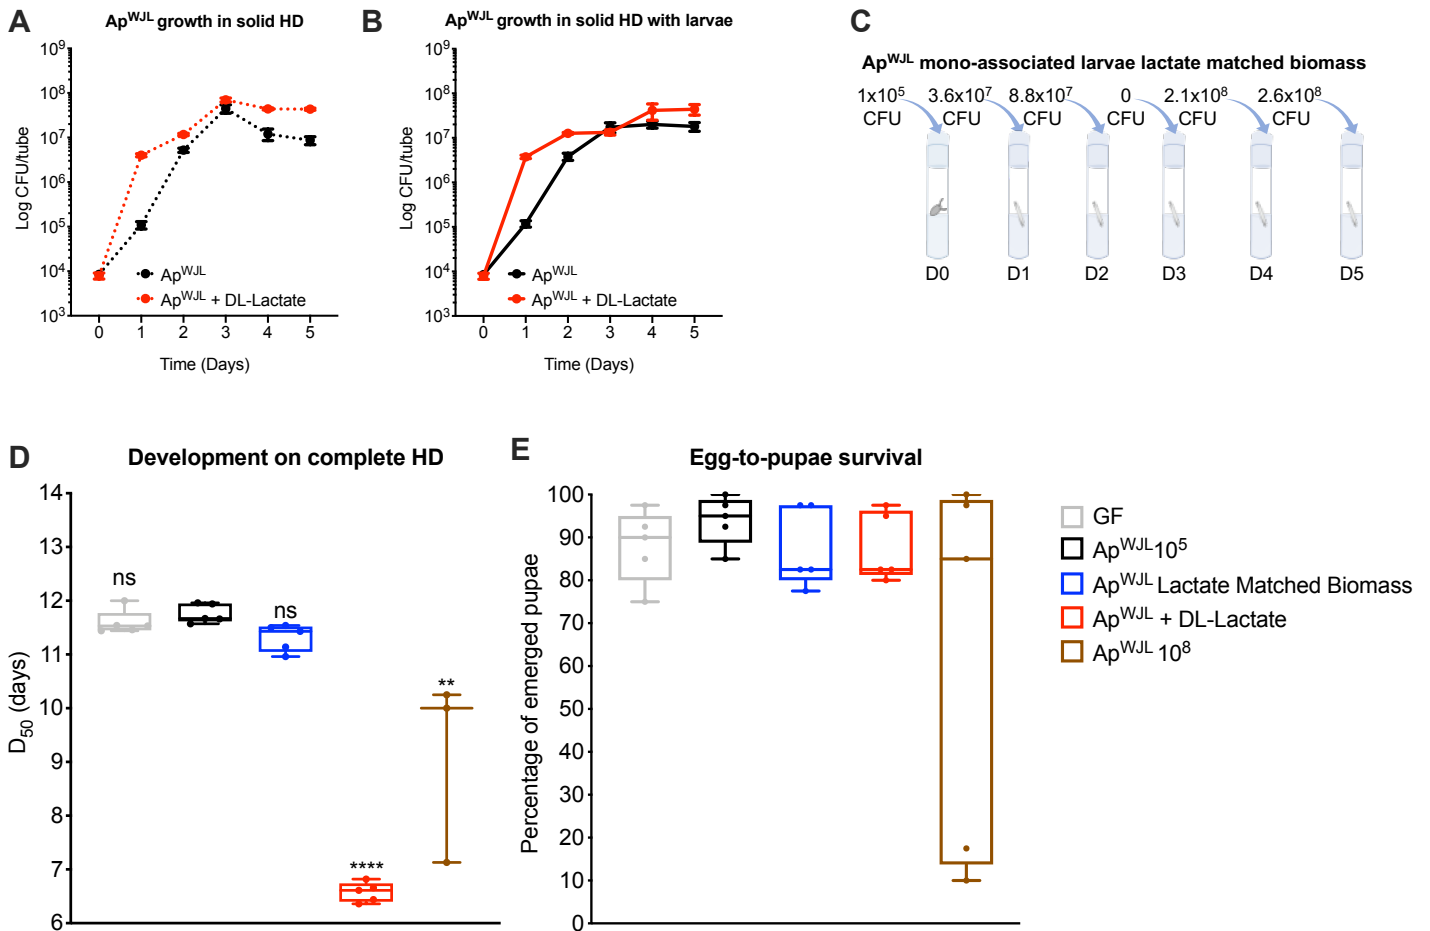 A
Ap^WJL growth in solid HD
10^9
10^8
10^7
10^6
10^5
10^4
10^3
Log CFU/tube
Ap^WJL
Ap^WJL + DL-Lactate
0 1 2 3 4 5
Time (Days)
B
Ap^WJL growth in solid HD with larvae
10^9
10^8
10^7
10^6
10^5
10^4
10^3
Log CFU/tube
Ap^WJL
Ap^WJL + DL-Lactate
0 1 2 3 4 5
Time (Days)
C
Ap^WJL mono-associated larvae lactate matched biomass
1x10^5 3.6x10^7 8.8x10^7 0 2.1x10^8 2.6x10^8
CFU CFU CFU CFU CFU CFU
D0 D1 D2 D3 D4 D5
D
Development on complete HD
14
13
12
11
10
9
8
7
6
D50 (days)
ns
ns
****
**
E
Egg-to-pupae survival
100
90
80
70
60
50
40
30
20
10
0
Percentage of emerged pupae
GF
Ap^WJL 10^5
Ap^WJL Lactate Matched Biomass
Ap^WJL + DL-Lactate
Ap^WJL 10^8